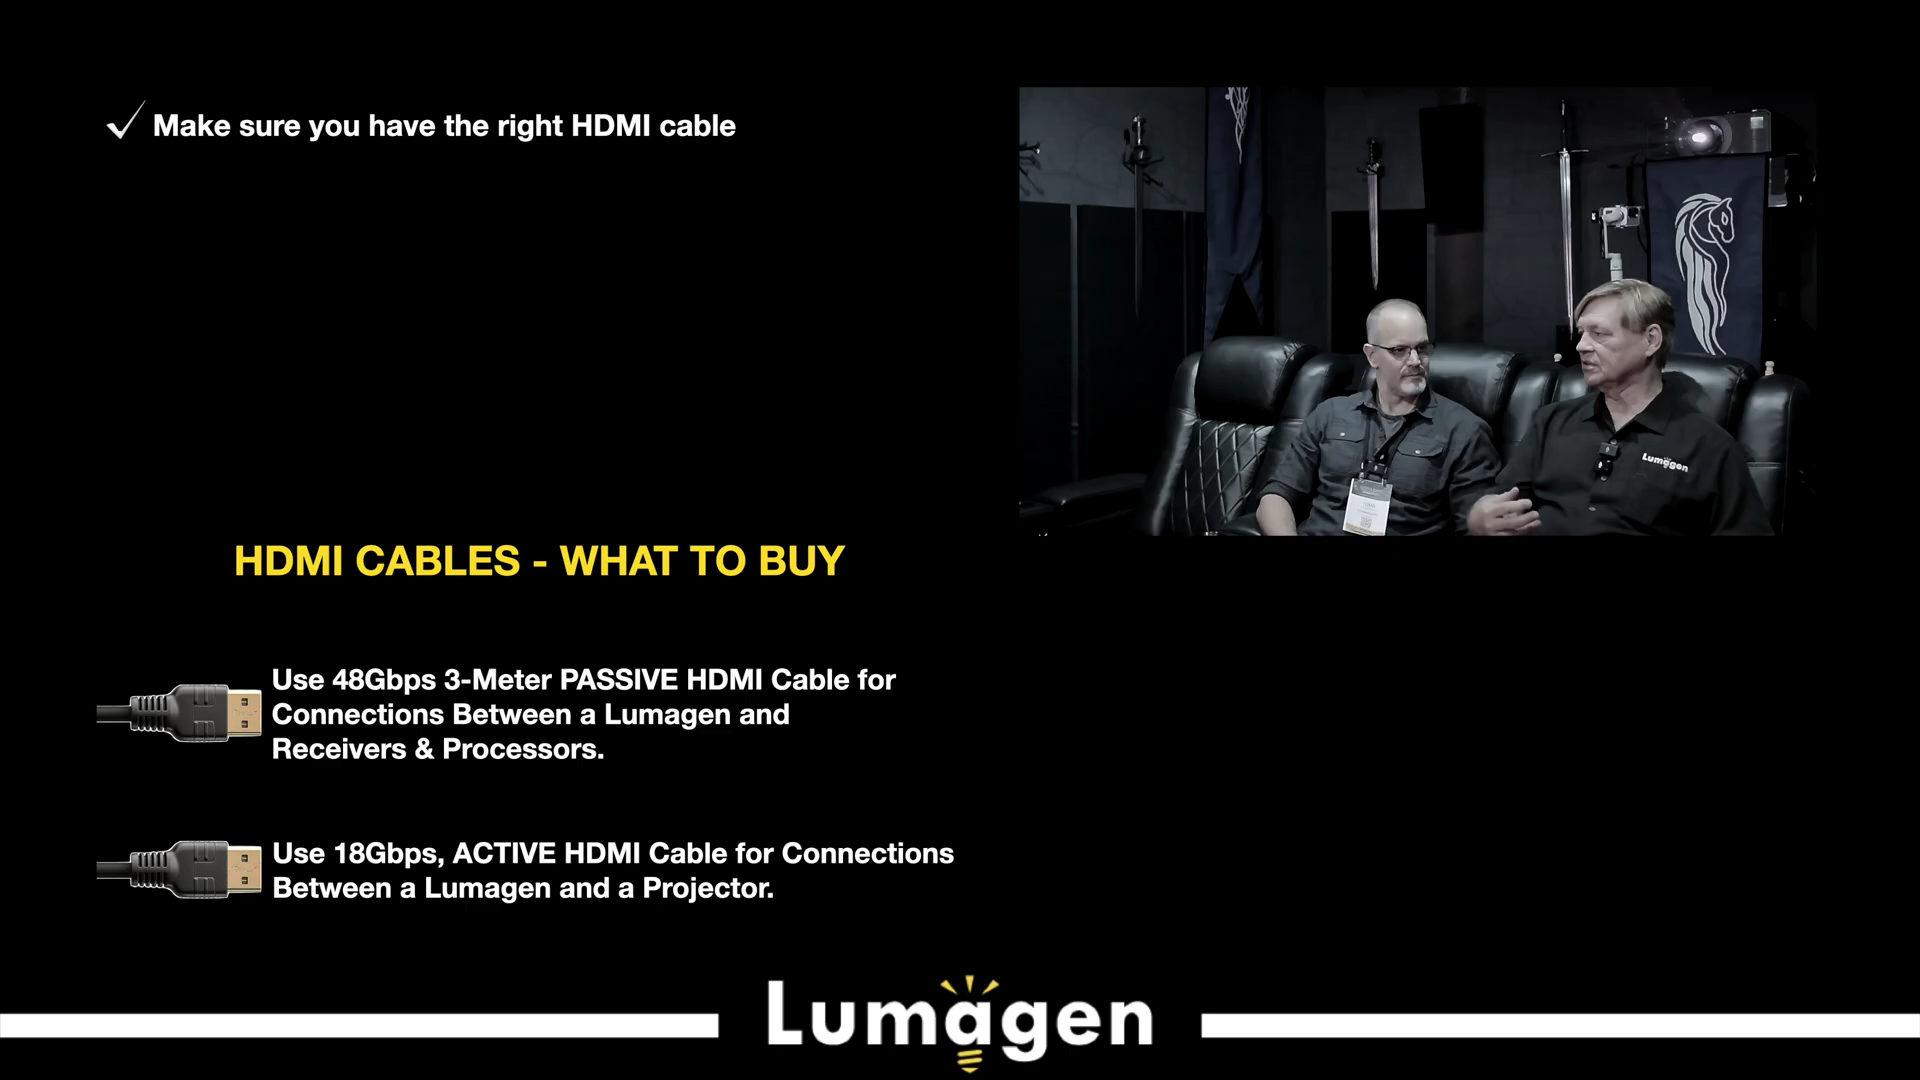 Make sure you have the right HDMI cable
Lumagen
HDMI CABLES - WHAT TO BUY
Use 48Gbps 3-Meter PASSIVE HDMI Cable for
Connections Between a Lumagen and
Receivers & Processors.
Use 18Gbps, ACTIVE HDMI Cable for Connections
Between a Lumagen and a Projector.
Lumagen